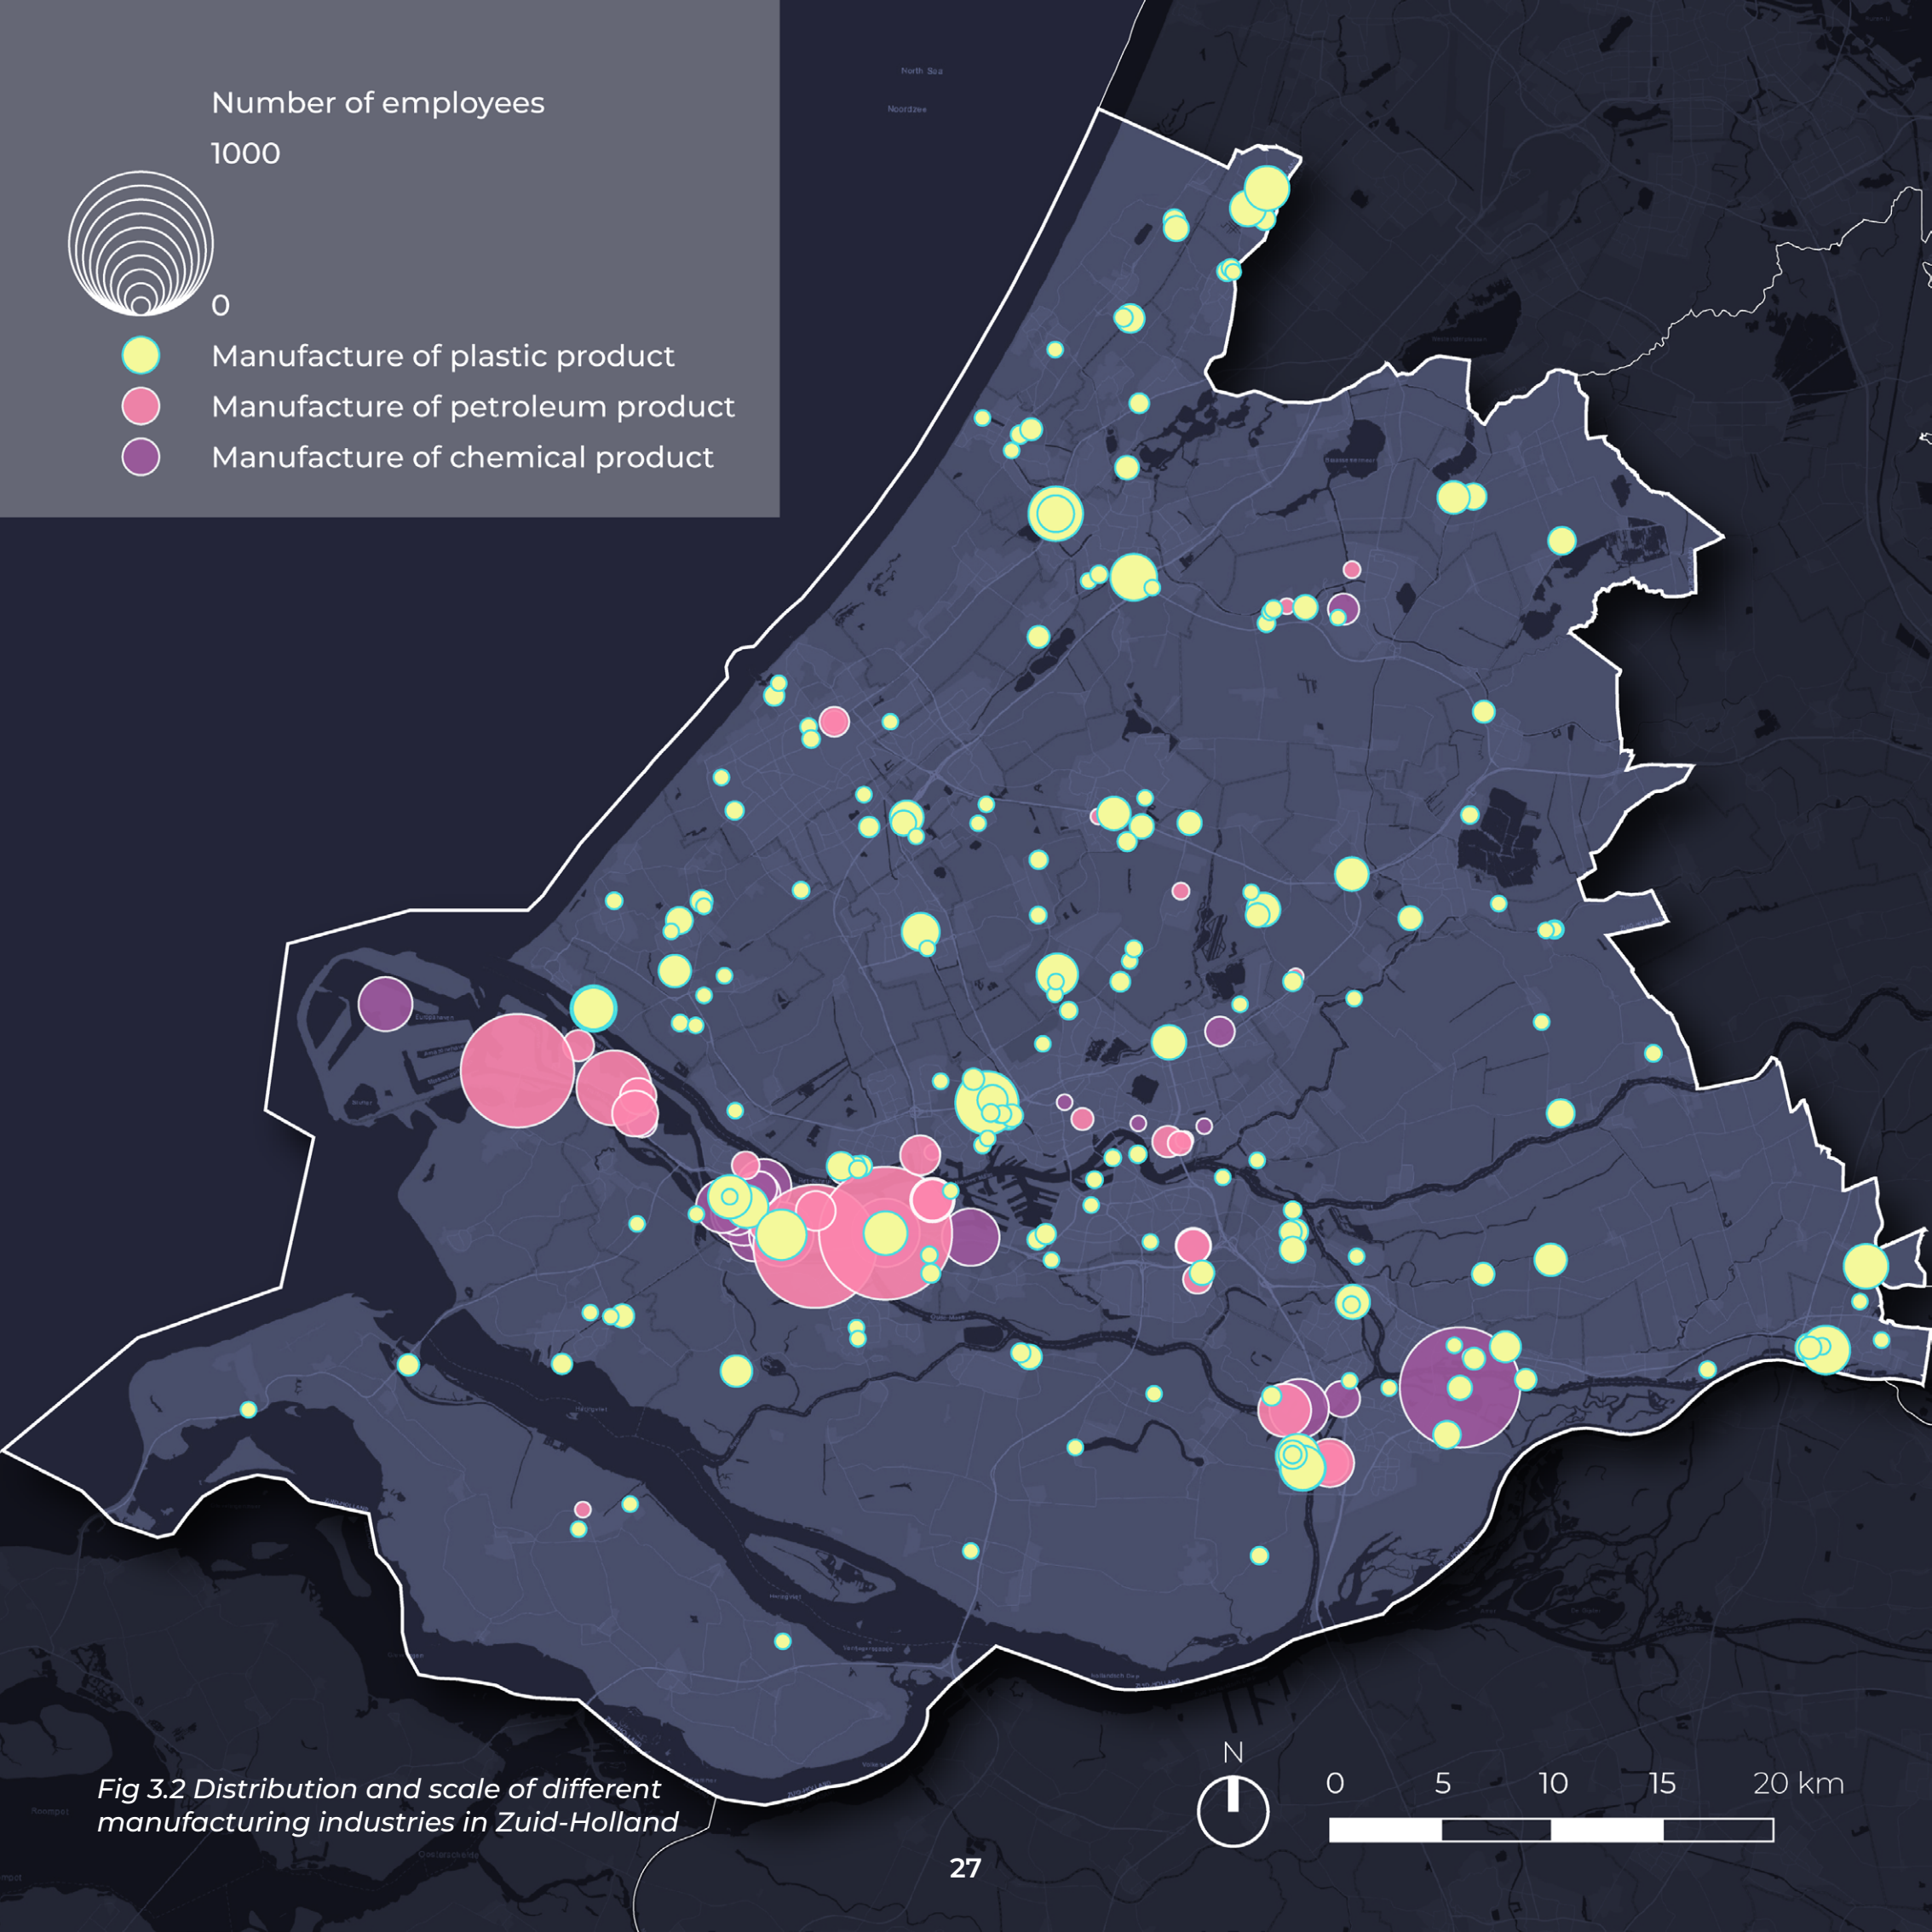 North Sea
Noordzee
Number of employees
1000
0
Manufacture of plastic product
Manufacture of petroleum product
Manufacture of chemical product
N
0 5 10 15 20 km
Fig 3.2 Distribution and scale of different
manufacturing industries in Zuid-Holland
27